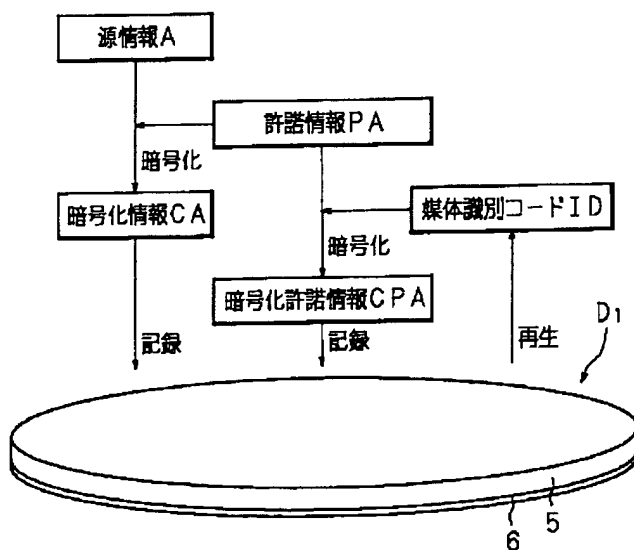 源情報A
許諾情報PA
暗号化
暗号化情報CA
媒体識別コードID
暗号化
暗号化許諾情報CPA
記録
記録
再生
D1
5
6